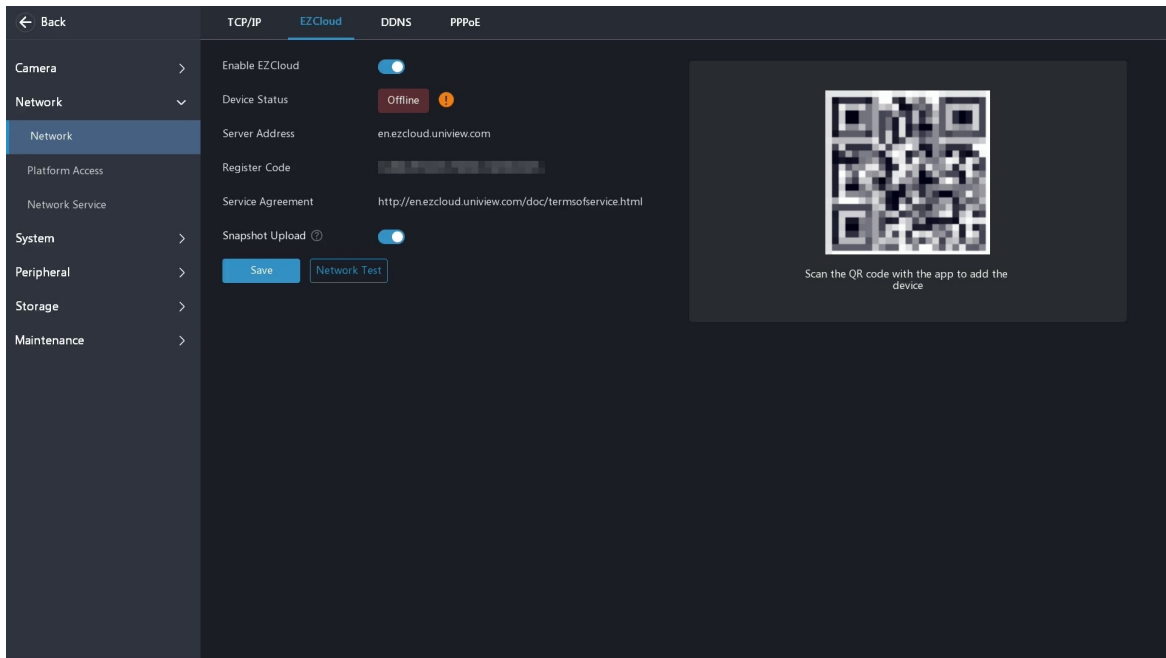 Back
TCP/IP EZCloud DDNS PPPoE
Camera
Network
Network
Platform Access
Network Service
System
Peripheral
Storage
Maintenance
Enable EZCloud
Device Status Offline
Server Address en.ezcloud.uniview.com
Register Code
Service Agreement http://en.ezcloud.uniview.com/doc/termsofservice.html
Snapshot Upload
Save Network Test
Scan the QR code with the app to add the
device